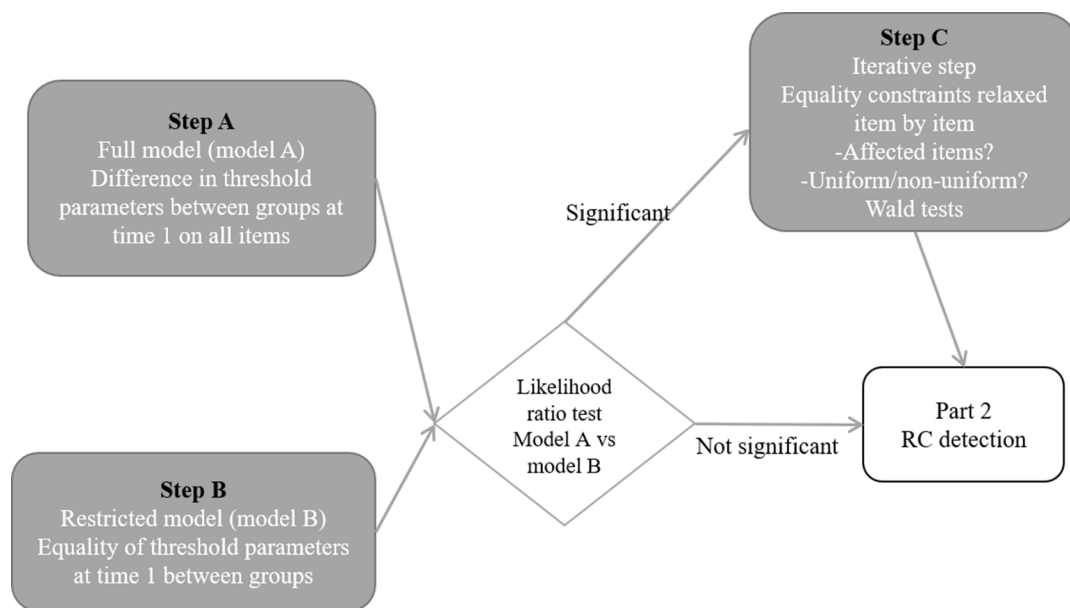 Step A
Full model (model A)
Difference in threshold
parameters between groups at
time 1 on all items
Step B
Restricted model (model B)
Equality of threshold parameters
at time 1 between groups
Likelihood
ratio test
Model A vs
model B
Significant
Not significant
Step C
Iterative step
Equality constraints relaxed
item by item
-Affected items?
-Uniform/non-uniform?
Wald tests
Part 2
RC detection